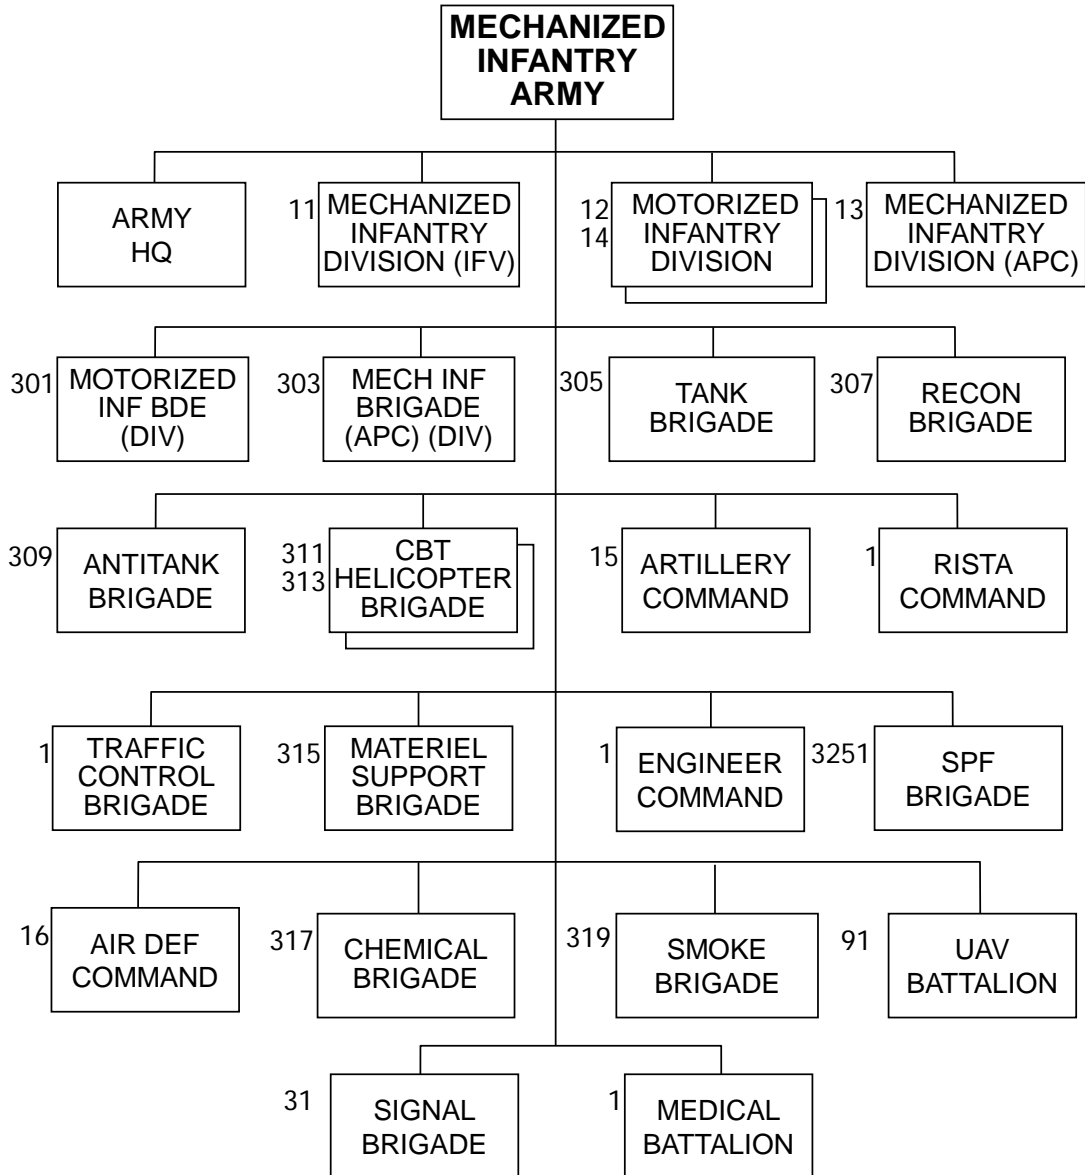 MECHANIZED
INFANTRY
ARMY
ARMY
HQ
11
MECHANIZED
INFANTRY
DIVISION (IFV)
12
14
MOTORIZED
INFANTRY
DIVISION
13
MECHANIZED
INFANTRY
DIVISION (APC)
301
MOTORIZED
INF BDE
(DIV)
303
MECH INF
BRIGADE
(APC) (DIV)
305
TANK
BRIGADE
307
RECON
BRIGADE
309
ANTITANK
BRIGADE
311
313
CBT
HELICOPTER
BRIGADE
15
ARTILLERY
COMMAND
1
RISTA
COMMAND
1
TRAFFIC
CONTROL
BRIGADE
315
MATERIEL
SUPPORT
BRIGADE
1
ENGINEER
COMMAND
3251
SPF
BRIGADE
16
AIR DEF
COMMAND
317
CHEMICAL
BRIGADE
319
SMOKE
BRIGADE
91
UAV
BATTALION
31
SIGNAL
BRIGADE
1
MEDICAL
BATTALION